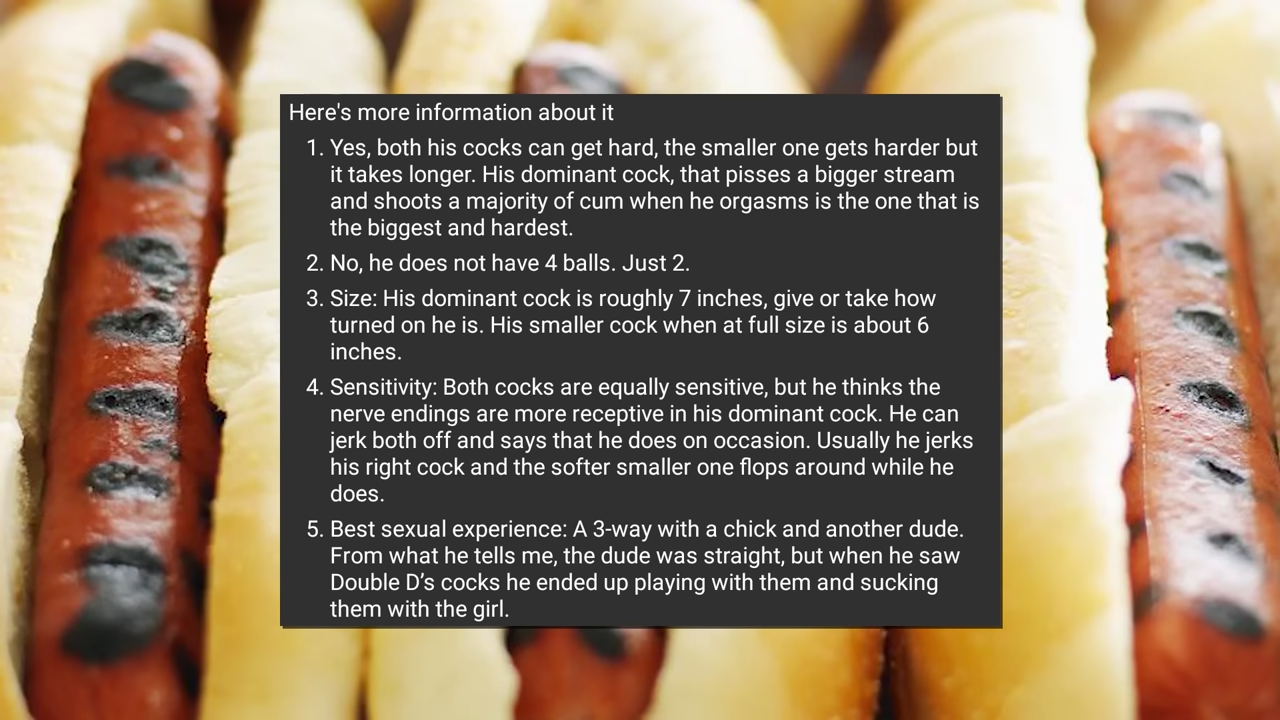 Here's more information about it
1. Yes, both his cocks can get hard, the smaller one gets harder but
it takes longer. His dominant cock, that pisses a bigger stream
and shoots a majority of cum when he orgasms is the one that is
the biggest and hardest.
2. No, he does not have 4 balls. Just 2.
3. Size: His dominant cock is roughly 7 inches, give or take how
turned on he is. His smaller cock when at full size is about 6
inches.
4. Sensitivity: Both cocks are equally sensitive, but he thinks the
nerve endings are more receptive in his dominant cock. He can
jerk both off and says that he does on occasion. Usually he jerks
his right cock and the softer smaller one flops around while he
does.
5. Best sexual experience: A 3-way with a chick and another dude.
From what he tells me, the dude was straight, but when he saw
Double D’s cocks he ended up playing with them and sucking
them with the girl.